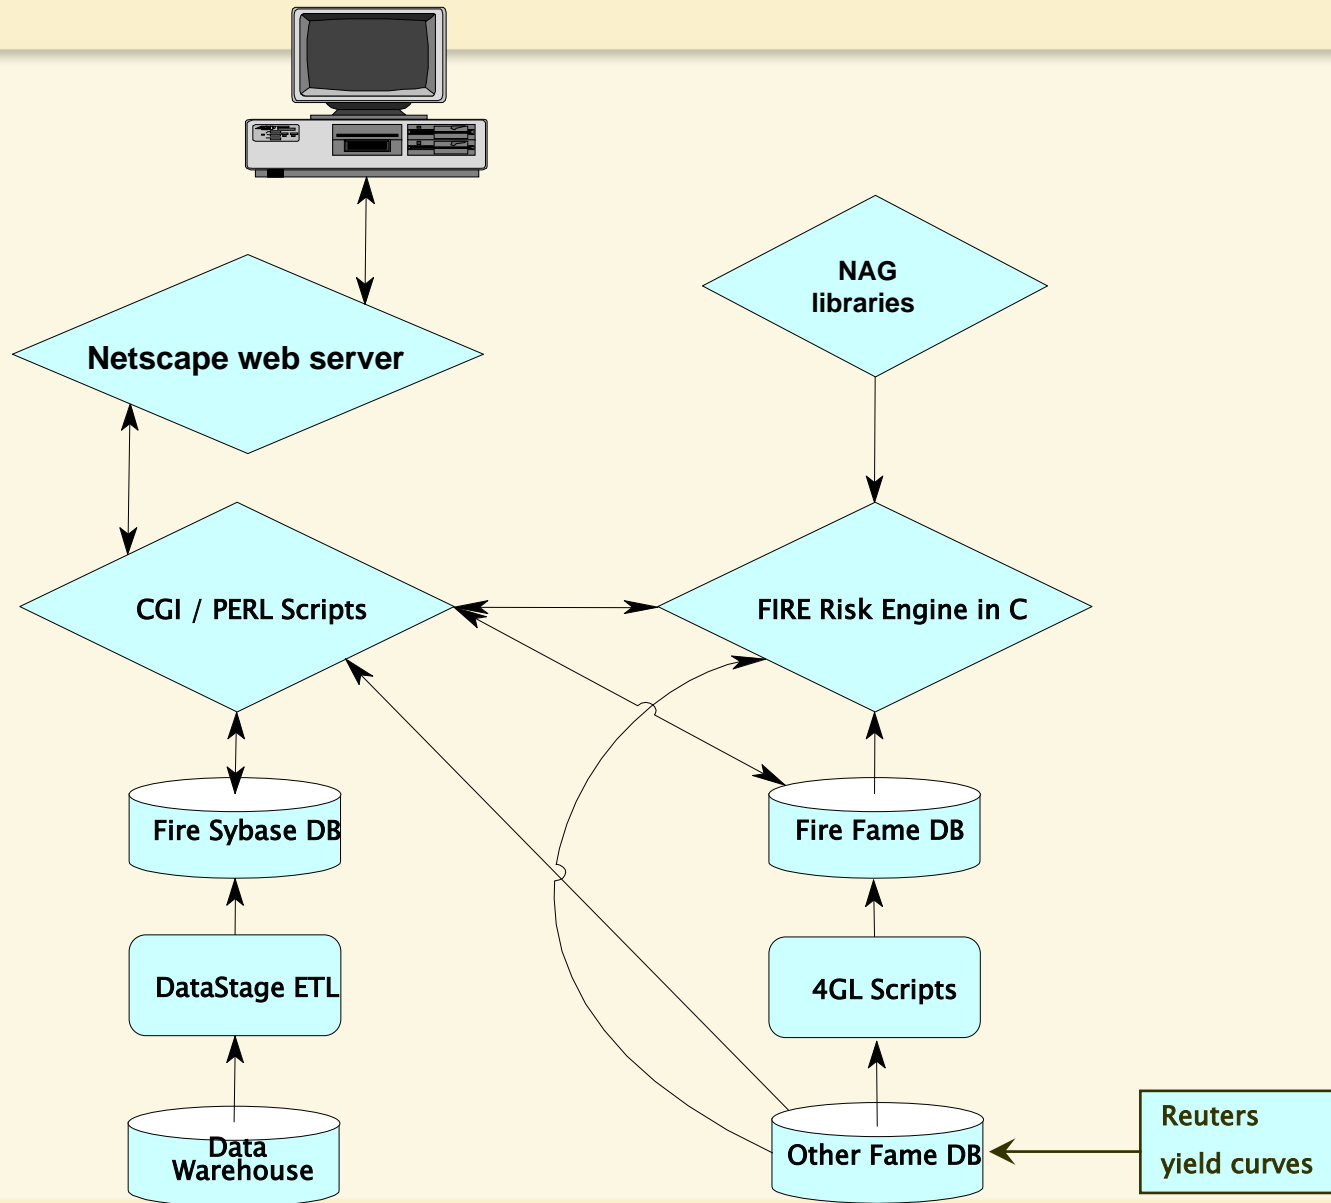 NAG
libraries
Netscape web server
CGI / PERL Scripts
FIRE Risk Engine in C
Fire Sybase DB
Fire Fame DB
DataStage ETL
4GL Scripts
Data
Warehouse
Other Fame DB
Reuters
yield curves